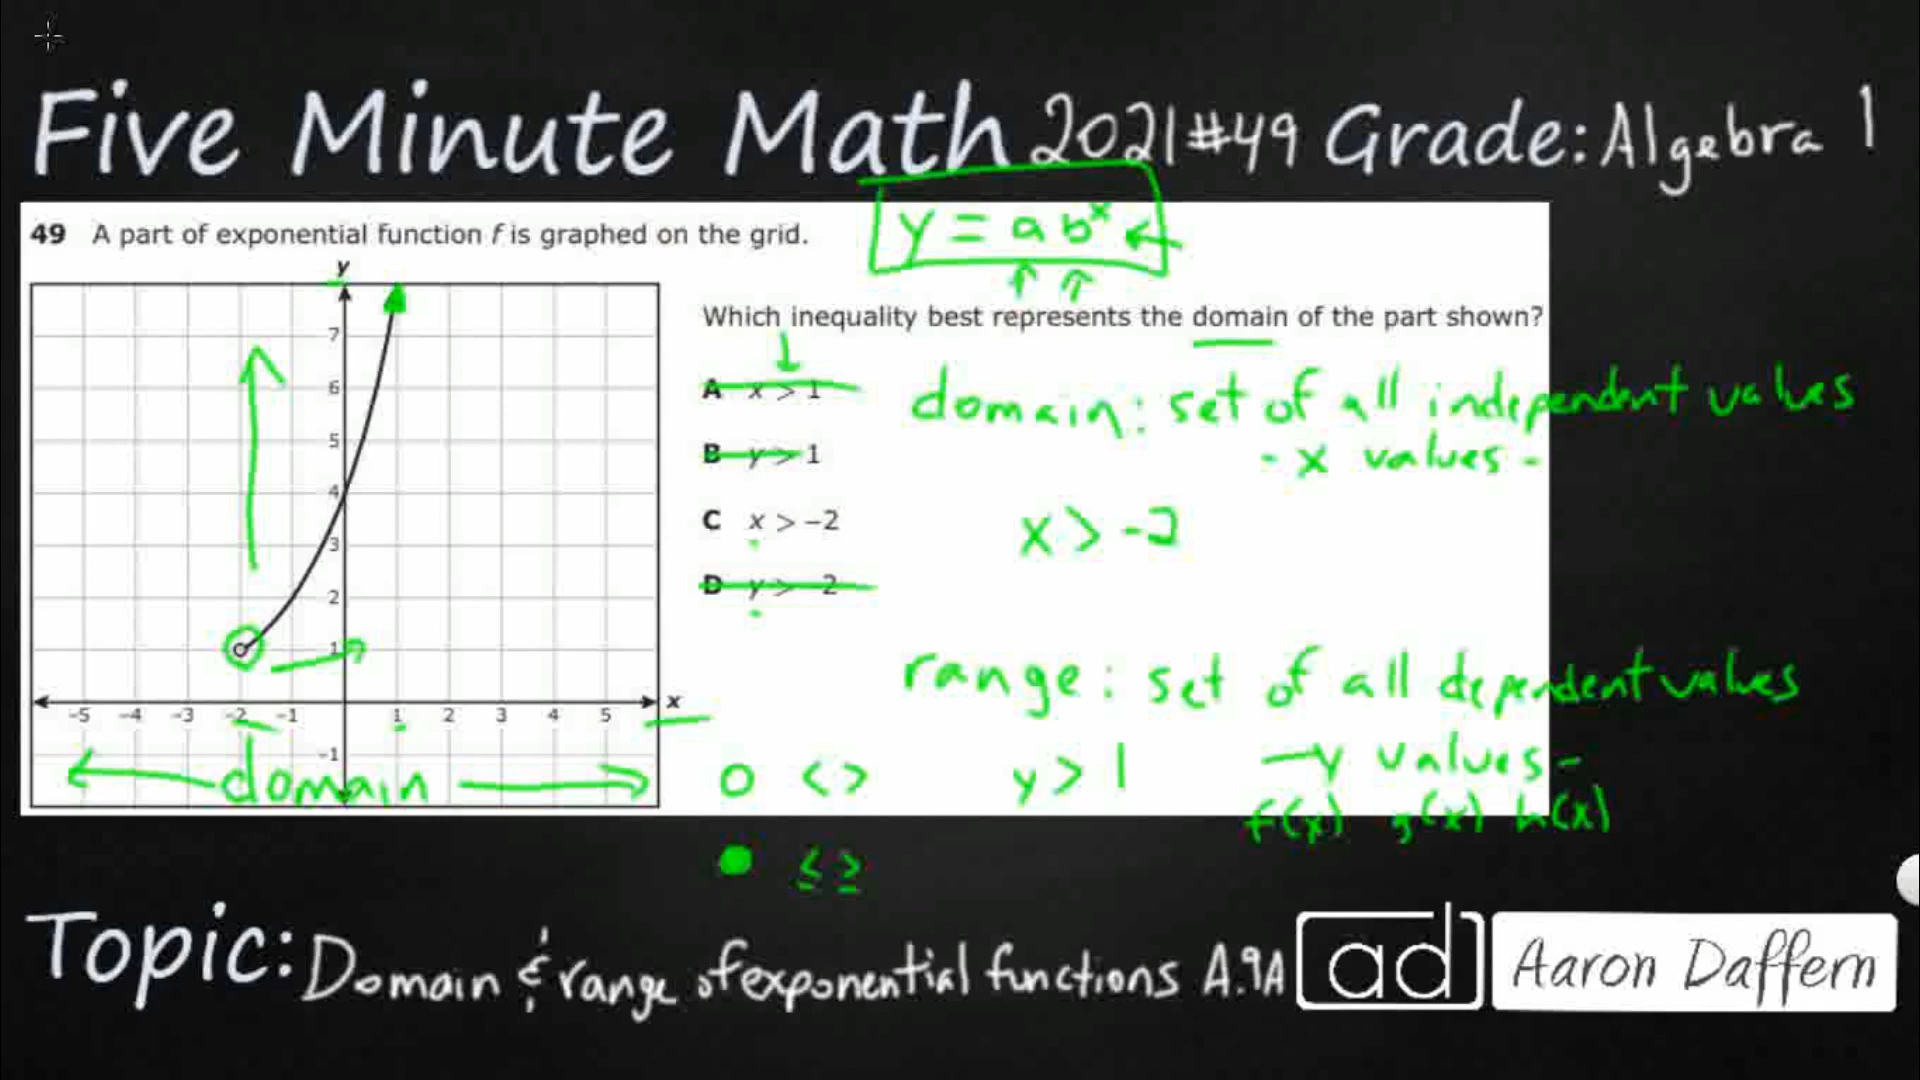 Five Minute Math 2021#49 Grade: Algebra 1
49 A part of exponential function f is graphed on the grid.
y = ab^x
y
7
6
5
4
3
2
1
-5 -4 -3 -2 -1 1 2 3 4 5 x
-1
domain
Which inequality best represents the domain of the part shown?
A x > 1
B y > 1
C x > −2
D y > −2
domain: set of all independent values
- x values -
x > -2
range: set of all dependent values
- y values -
f(x) g(x) h(x)
o < > y > 1
● ≤ ≥
Topic: Domain & range of exponential functions A.9A
ad Aaron Daffern